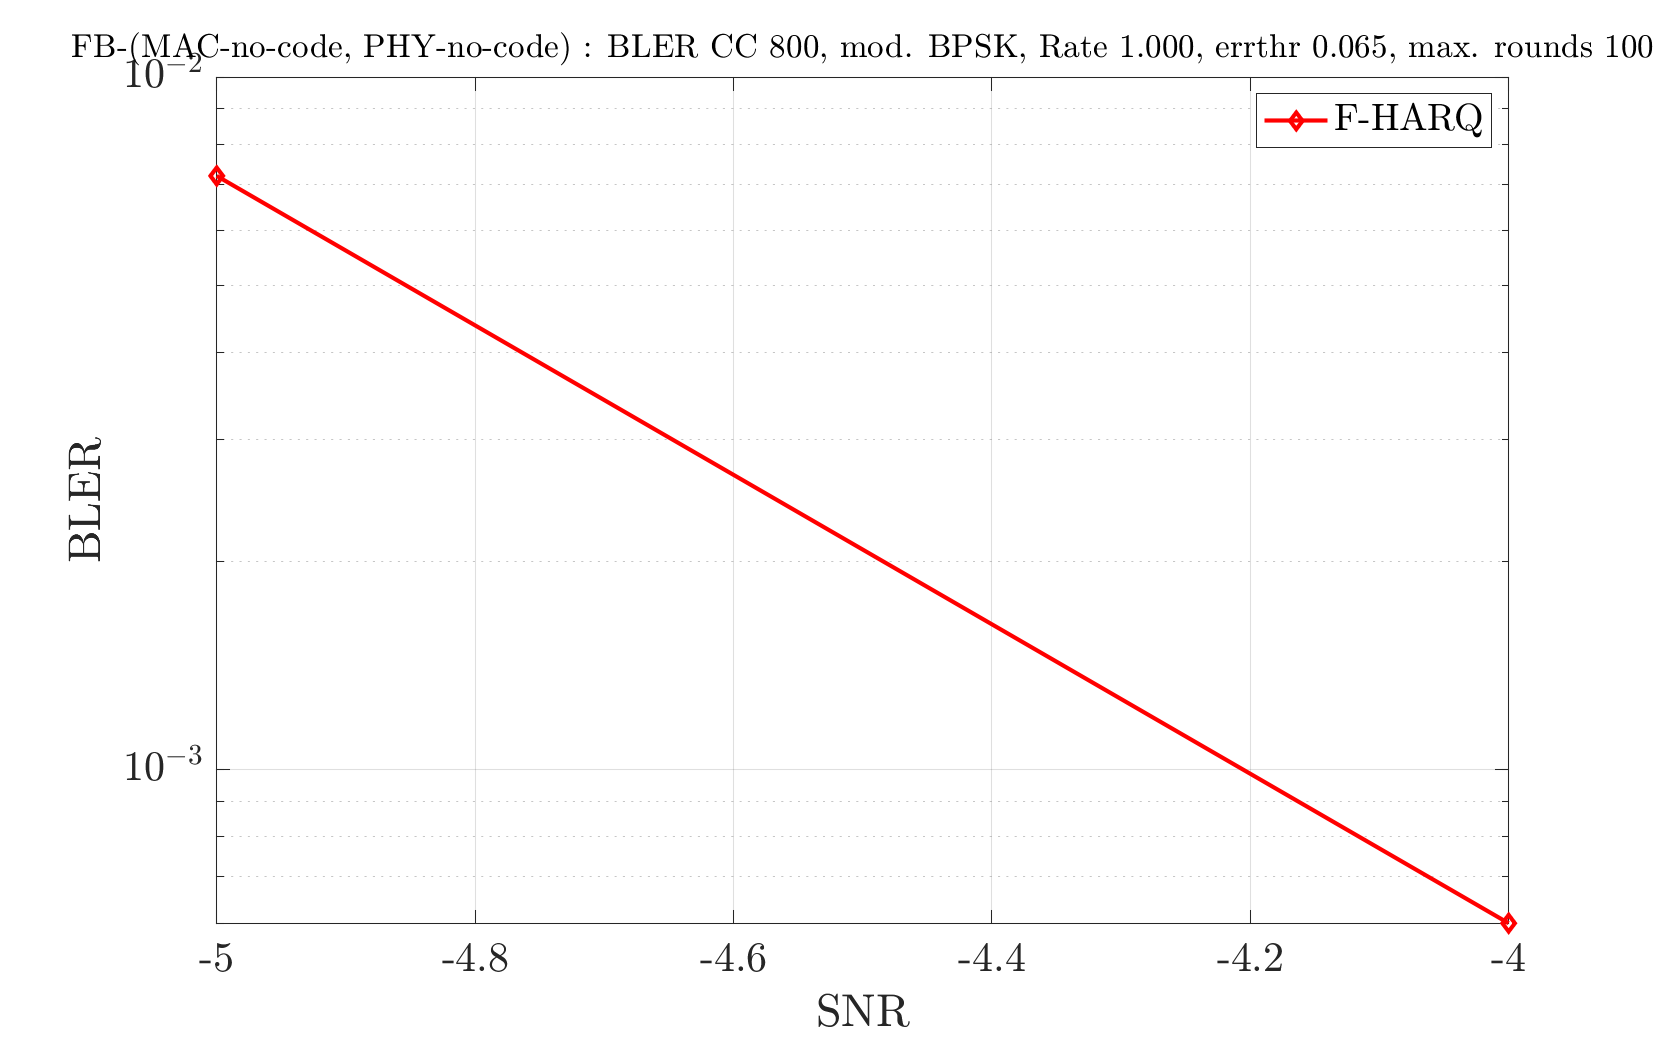 FB-(MAC-no-code, PHY-no-code) : BLER CC 800, mod. BPSK, Rate 1.000, errthr 0.065, max. rounds 100
10⁻²
F-HARQ
BLER
10⁻³
-5 -4.8 -4.6 -4.4 -4.2 -4
SNR